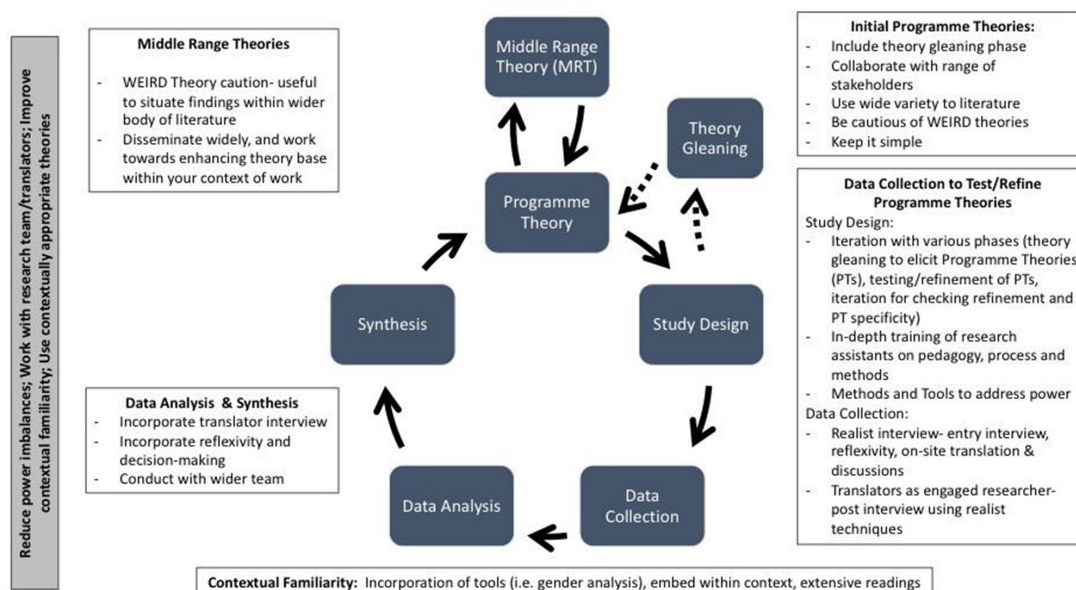 Reduce power imbalances; Work with research team/translators; Improve
contextual familiarity; Use contextually appropriate theories
Middle Range Theories
- WEIRD Theory caution- useful
to situate findings within wider
body of literature
- Disseminate widely, and work
towards enhancing theory base
within your context of work
Middle Range
Theory (MRT)
Theory
Gleaning
Programme
Theory
Synthesis
Study Design
Data Analysis
Data
Collection
Initial Programme Theories:
- Include theory gleaning phase
- Collaborate with range of
stakeholders
- Use wide variety to literature
- Be cautious of WEIRD theories
- Keep it simple
Data Collection to Test/Refine
Programme Theories
Study Design:
- Iteration with various phases (theory
gleaning to elicit Programme Theories
(PTs), testing/refinement of PTs,
iteration for checking refinement and
PT specificity)
- In-depth training of research
assistants on pedagogy, process and
methods
- Methods and Tools to address power
Data Collection:
- Realist interview- entry interview,
reflexivity, on-site translation &
discussions
- Translators as engaged researcher-
post interview using realist
techniques
Data Analysis & Synthesis
- Incorporate translator interview
- Incorporate reflexivity and
decision-making
- Conduct with wider team
Contextual Familiarity: Incorporation of tools (i.e. gender analysis), embed within context, extensive readings